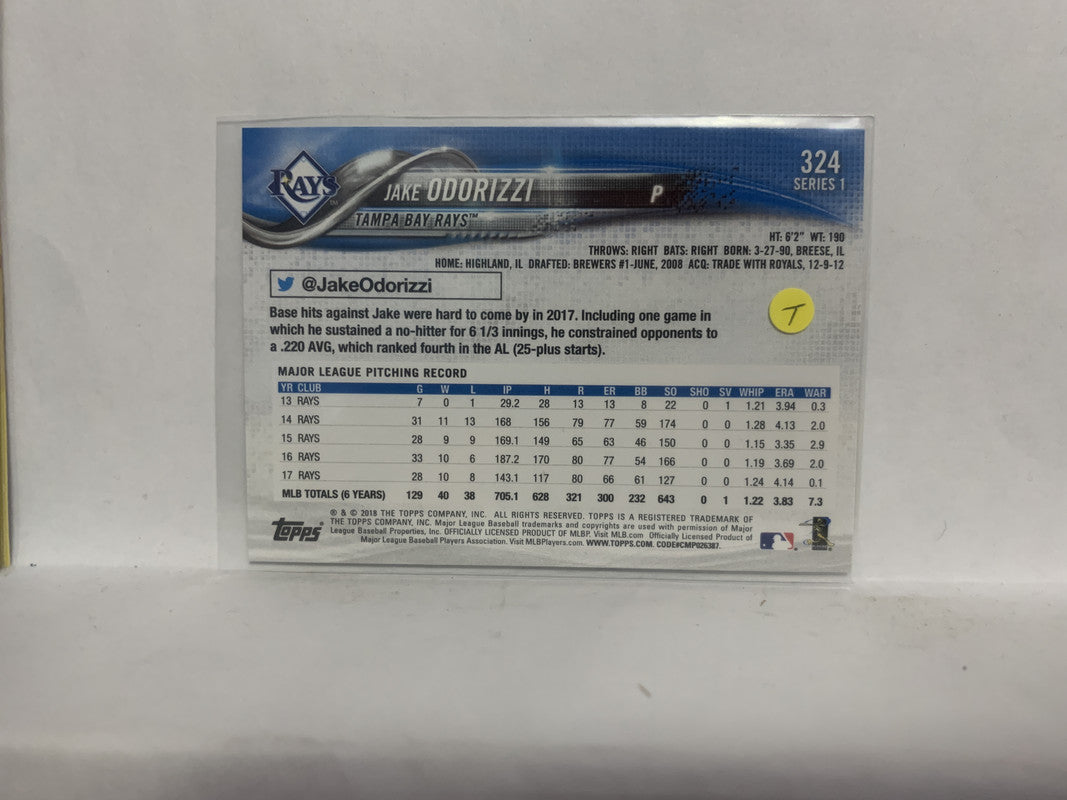 RAYS
JAKE ODORIZZI
P
TAMPA BAY RAYS™
324
SERIES 1
HT: 6'2" WT: 190
THROWS: RIGHT BATS: RIGHT BORN: 3-27-90, BREESE, IL
HOME: HIGHLAND, IL DRAFTED: BREWERS #1-JUNE, 2008 ACQ: TRADE WITH ROYALS, 12-9-12
@JakeOdorizzi
T
Base hits against Jake were hard to come by in 2017. Including one game in
which he sustained a no-hitter for 6 1/3 innings, he constrained opponents to
a .220 AVG, which ranked fourth in the AL (25-plus starts).
MAJOR LEAGUE PITCHING RECORD
YR CLUB G W L IP H R ER BB SO SHO SV WHIP ERA WAR
13 RAYS 7 0 1 29.2 28 13 13 8 22 0 1 1.21 3.94 0.3
14 RAYS 31 11 13 168 156 79 77 59 174 0 0 1.28 4.13 2.0
15 RAYS 28 9 9 169.1 149 65 63 46 150 0 0 1.15 3.35 2.9
16 RAYS 33 10 6 187.2 170 80 77 54 166 0 0 1.19 3.69 2.0
17 RAYS 28 10 8 143.1 117 80 66 61 127 0 0 1.24 4.14 0.1
MLB TOTALS (6 YEARS) 129 40 38 705.1 628 321 300 232 643 0 1 1.22 3.83 7.3
topps
® & © 2018 THE TOPPS COMPANY, INC. ALL RIGHTS RESERVED. TOPPS IS A REGISTERED TRADEMARK OF
THE TOPPS COMPANY, INC. Major League Baseball trademarks and copyrights are used with permission of Major
League Baseball Properties, Inc. OFFICIALLY LICENSED PRODUCT OF MLBP. Visit MLB.com Officially Licensed Product of
Major League Baseball Players Association. Visit MLBPlayers.com. WWW.TOPPS.COM. CODE#CMP026387.